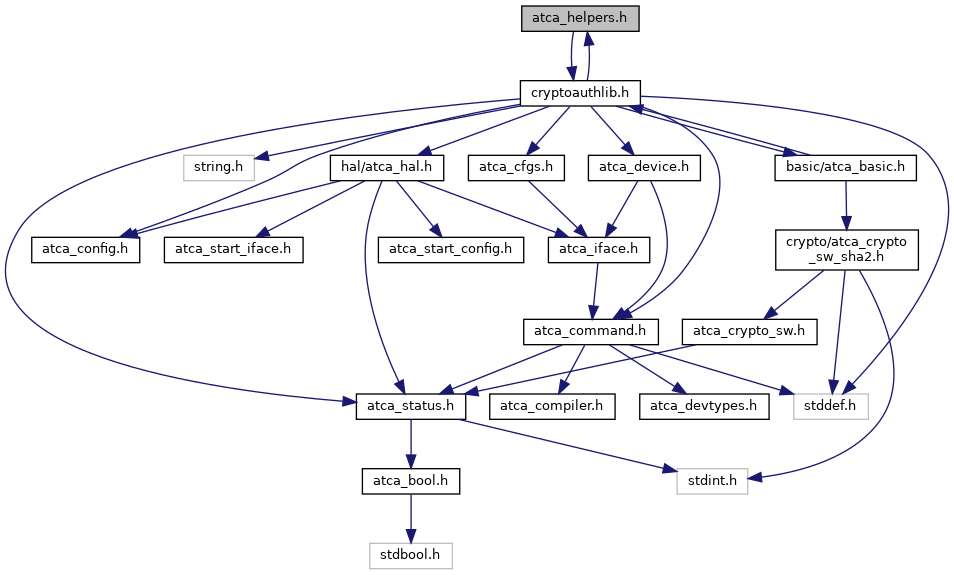 atca_helpers.h
cryptoauthlib.h
string.h
hal/atca_hal.h
atca_cfgs.h
atca_device.h
basic/atca_basic.h
atca_config.h
atca_start_iface.h
atca_start_config.h
atca_iface.h
crypto/atca_crypto
_sw_sha2.h
atca_command.h
atca_crypto_sw.h
atca_status.h
atca_compiler.h
atca_devtypes.h
stddef.h
atca_bool.h
stdint.h
stdbool.h